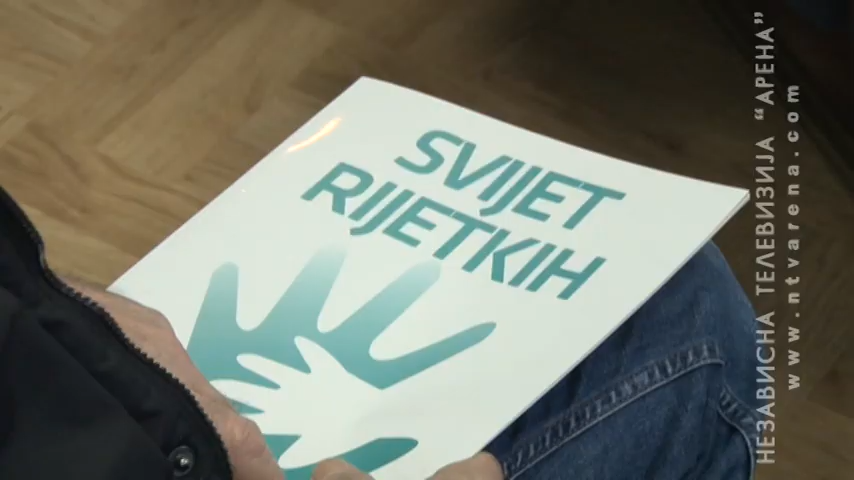 SVIJET
RIJETKIH
НЕЗАВИСНА ТЕЛЕВИЗИЈА “АРЕНА”
www.ntvarena.com